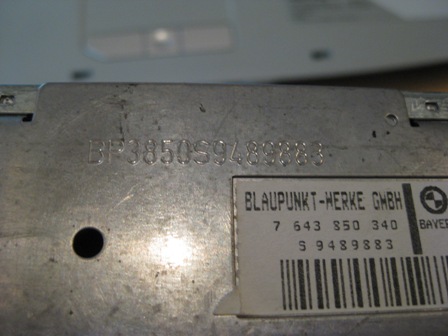 BP3850S9489883
BLAUPUNKT-WERKE GMBH
7 643 850 340
S 9489883
BAYER